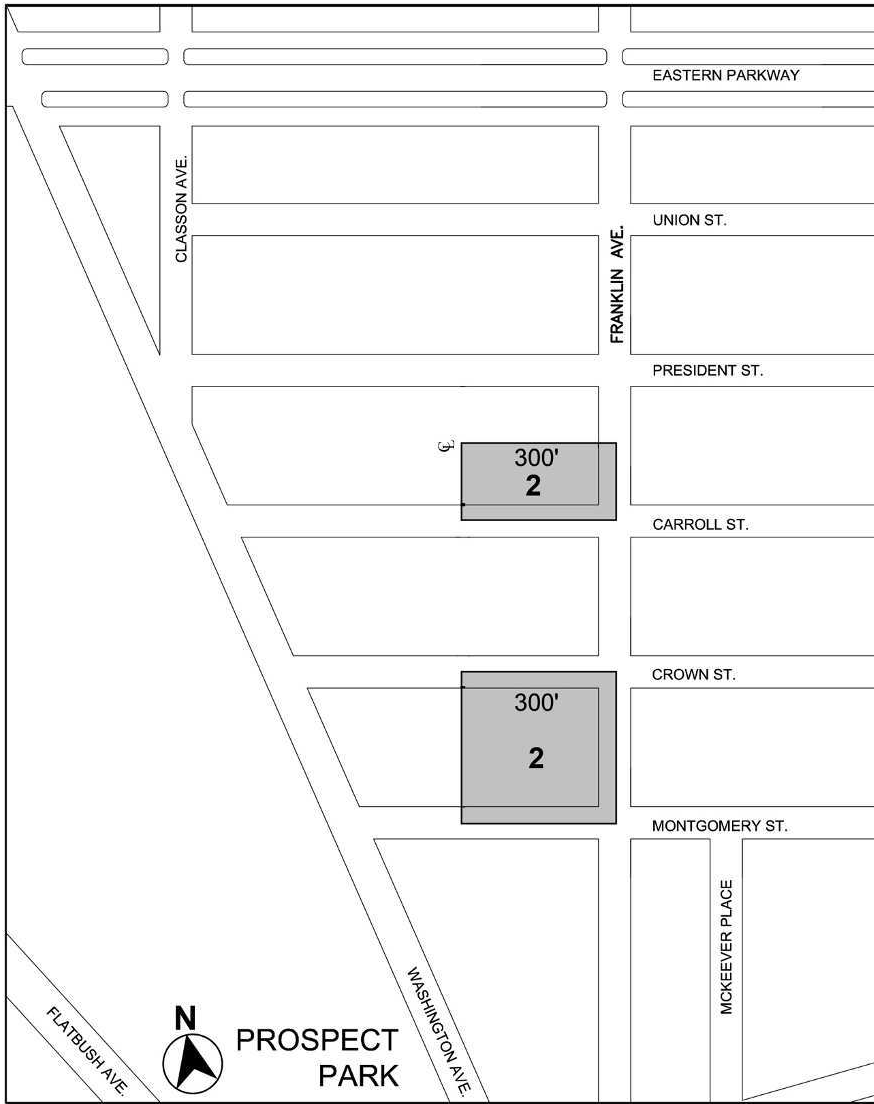 EASTERN PARKWAY
CLASSON AVE.
UNION ST.
FRANKLIN AVE.
PRESIDENT ST.
CL
300'
2
CARROLL ST.
CROWN ST.
300'
2
MONTGOMERY ST.
MCKEEVER PLACE
WASHINGTON AVE.
FLATBUSH AVE.
N
PROSPECT
PARK